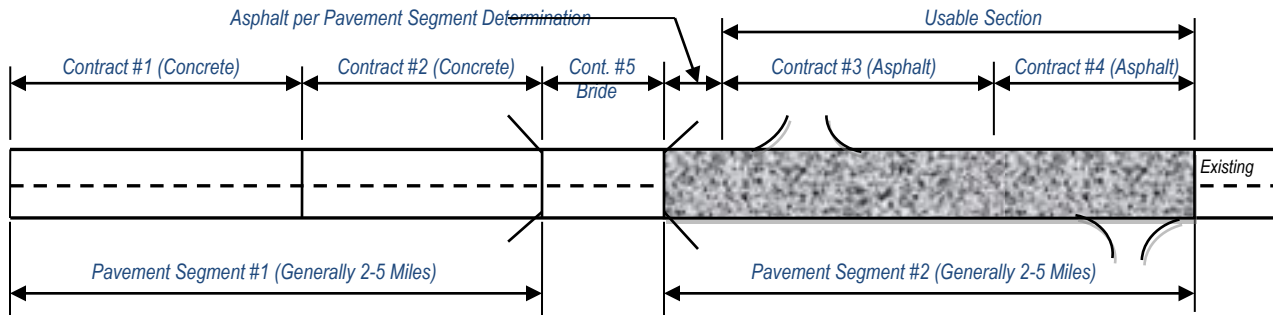 Asphalt per Pavement Segment Determination
Usable Section
Contract #1 (Concrete)
Contract #2 (Concrete)
Cont. #5
Bride
Contract #3 (Asphalt)
Contract #4 (Asphalt)
Existing
Pavement Segment #1 (Generally 2-5 Miles)
Pavement Segment #2 (Generally 2-5 Miles)